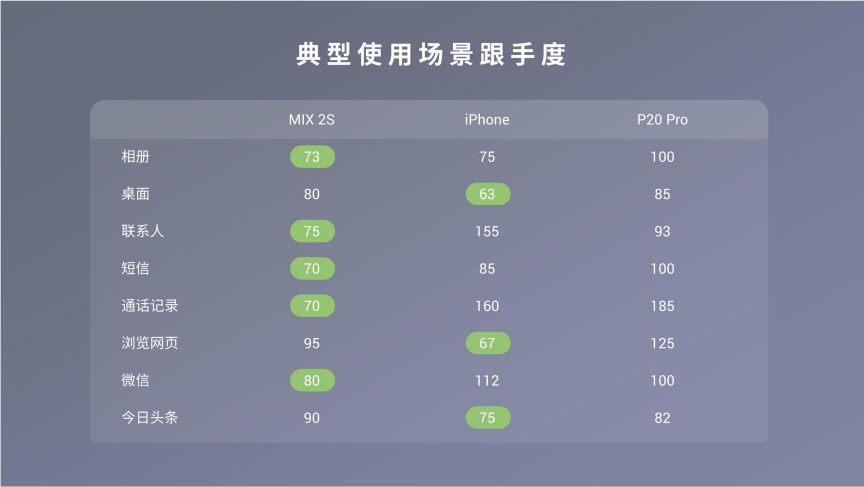 典型使用场景跟手度
MIX 2S iPhone P20 Pro
相册 73 75 100
桌面 80 63 85
联系人 75 155 93
短信 70 85 100
通话记录 70 160 185
浏览网页 95 67 125
微信 80 112 100
今日头条 90 75 82